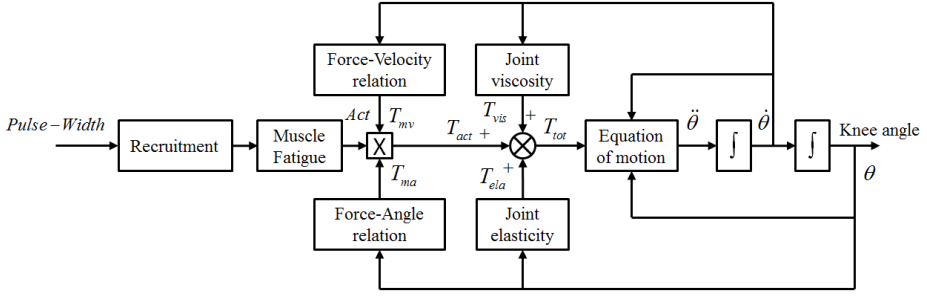 Force-Velocity
relation
Joint
viscosity
Pulse-Width
Recruitment
Muscle
Fatigue
Act
T_mv
X
T_ma
T_act +
T_vis +
T_ela +
T_tot
Equation
of motion
θ̈
∫
θ̇
∫
Knee angle
θ
Force-Angle
relation
Joint
elasticity